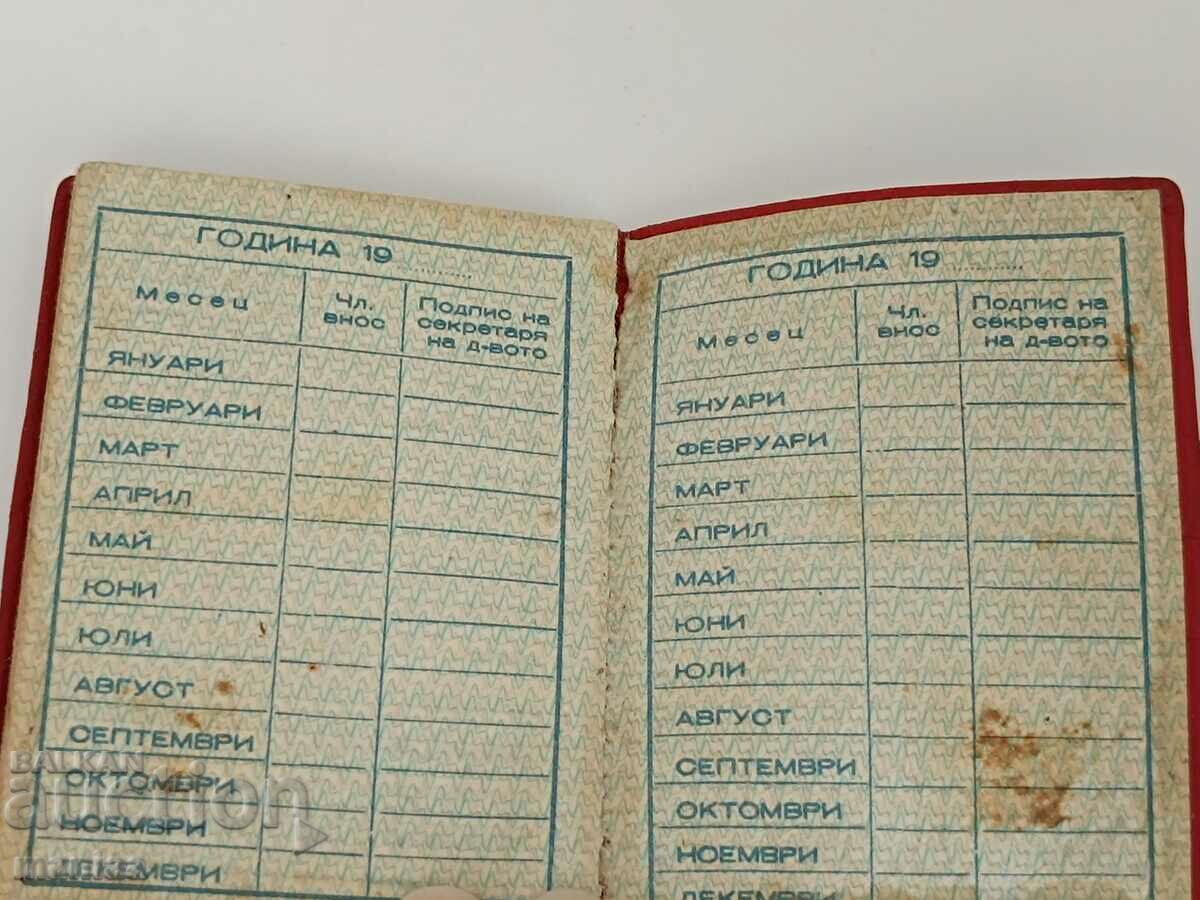 ГОДИНА 19 ............
Месец
Чл. внос
Подпис на
секретаря
на д-вото
ЯНУАРИ
ФЕВРУАРИ
МАРТ
АПРИЛ
МАЙ
ЮНИ
ЮЛИ
АВГУСТ
СЕПТЕМВРИ
ОКТОМВРИ
НОЕМВРИ
ДЕКЕМВРИ
ГОДИНА 19 ............
Месец
Чл. внос
Подпис на
секретаря
на д-вото
ЯНУАРИ
ФЕВРУАРИ
МАРТ
АПРИЛ
МАЙ
ЮНИ
ЮЛИ
АВГУСТ
СЕПТЕМВРИ
ОКТОМВРИ
НОЕМВРИ
ДЕКЕМВРИ
BALKAN
auction